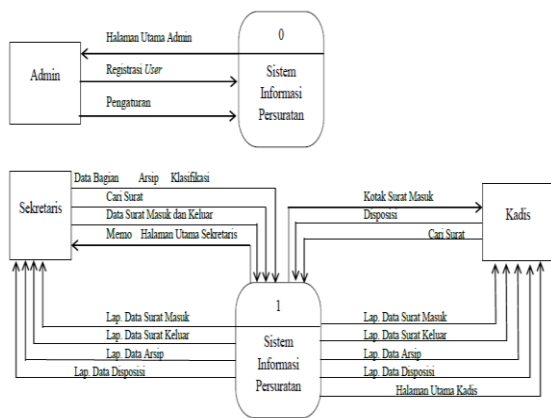 Halaman Utama Admin
0
Admin
Registrasi User
Sistem
Informasi
Persuratan
Pengaturan
Data Bagian Arsip Klasifikasi
Cari Surat
Sekretaris
Data Surat Masuk dan Keluar
Memo Halaman Utama Sekretaris
Kotak Surat Masuk
Disposisi
Kadis
Cari Surat
1
Sistem
Informasi
Persuratan
Lap. Data Surat Masuk
Lap. Data Surat Keluar
Lap. Data Arsip
Lap. Data Disposisi
Lap. Data Surat Masuk
Lap. Data Surat Keluar
Lap. Data Arsip
Lap. Data Disposisi
Halaman Utama Kadis